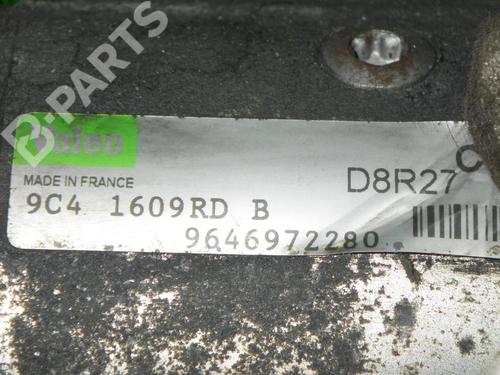 B-PARTS
Valeo
MADE IN FRANCE
D8R27
C
9C4 1609RD B
9646972280